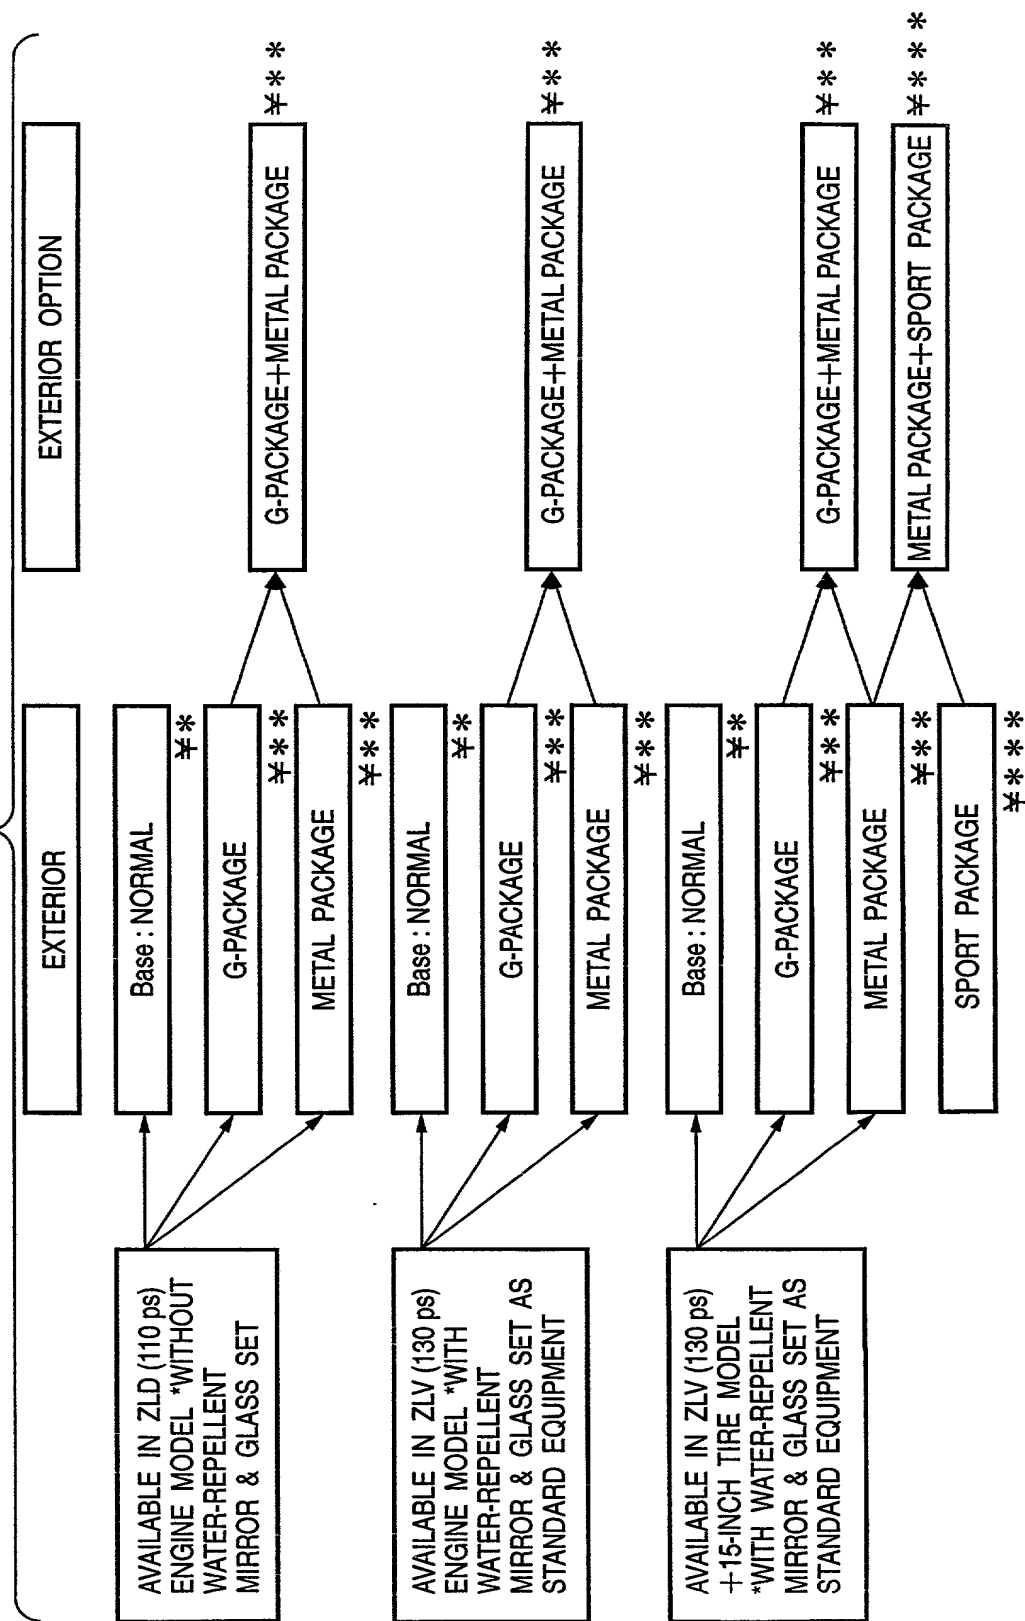 EXTERIOR
EXTERIOR OPTION
AVAILABLE IN ZLD (110 ps)
ENGINE MODEL *WITHOUT
WATER-REPELLENT
MIRROR & GLASS SET
Base : NORMAL
¥*
G-PACKAGE
¥**
METAL PACKAGE
¥**
G-PACKAGE+METAL PACKAGE
¥**
AVAILABLE IN ZLV (130 ps)
ENGINE MODEL *WITH
WATER-REPELLENT
MIRROR & GLASS SET AS
STANDARD EQUIPMENT
Base : NORMAL
¥*
G-PACKAGE
¥**
METAL PACKAGE
¥**
G-PACKAGE+METAL PACKAGE
¥**
AVAILABLE IN ZLV (130 ps)
+15-INCH TIRE MODEL
*WITH WATER-REPELLENT
MIRROR & GLASS SET AS
STANDARD EQUIPMENT
Base : NORMAL
¥*
G-PACKAGE
¥**
METAL PACKAGE
¥**
SPORT PACKAGE
¥***
G-PACKAGE+METAL PACKAGE
¥**
METAL PACKAGE+SPORT PACKAGE
¥***